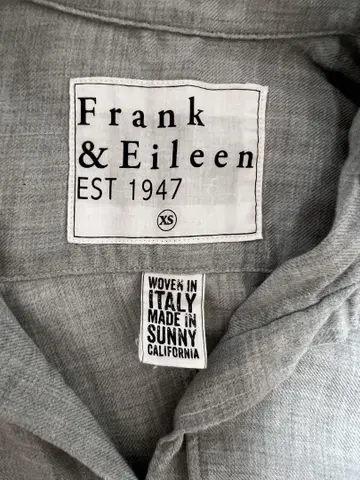 Frank
& Eileen
EST 1947
XS
WOVEN IN
ITALY
MADE IN
SUNNY
CALIFORNIA